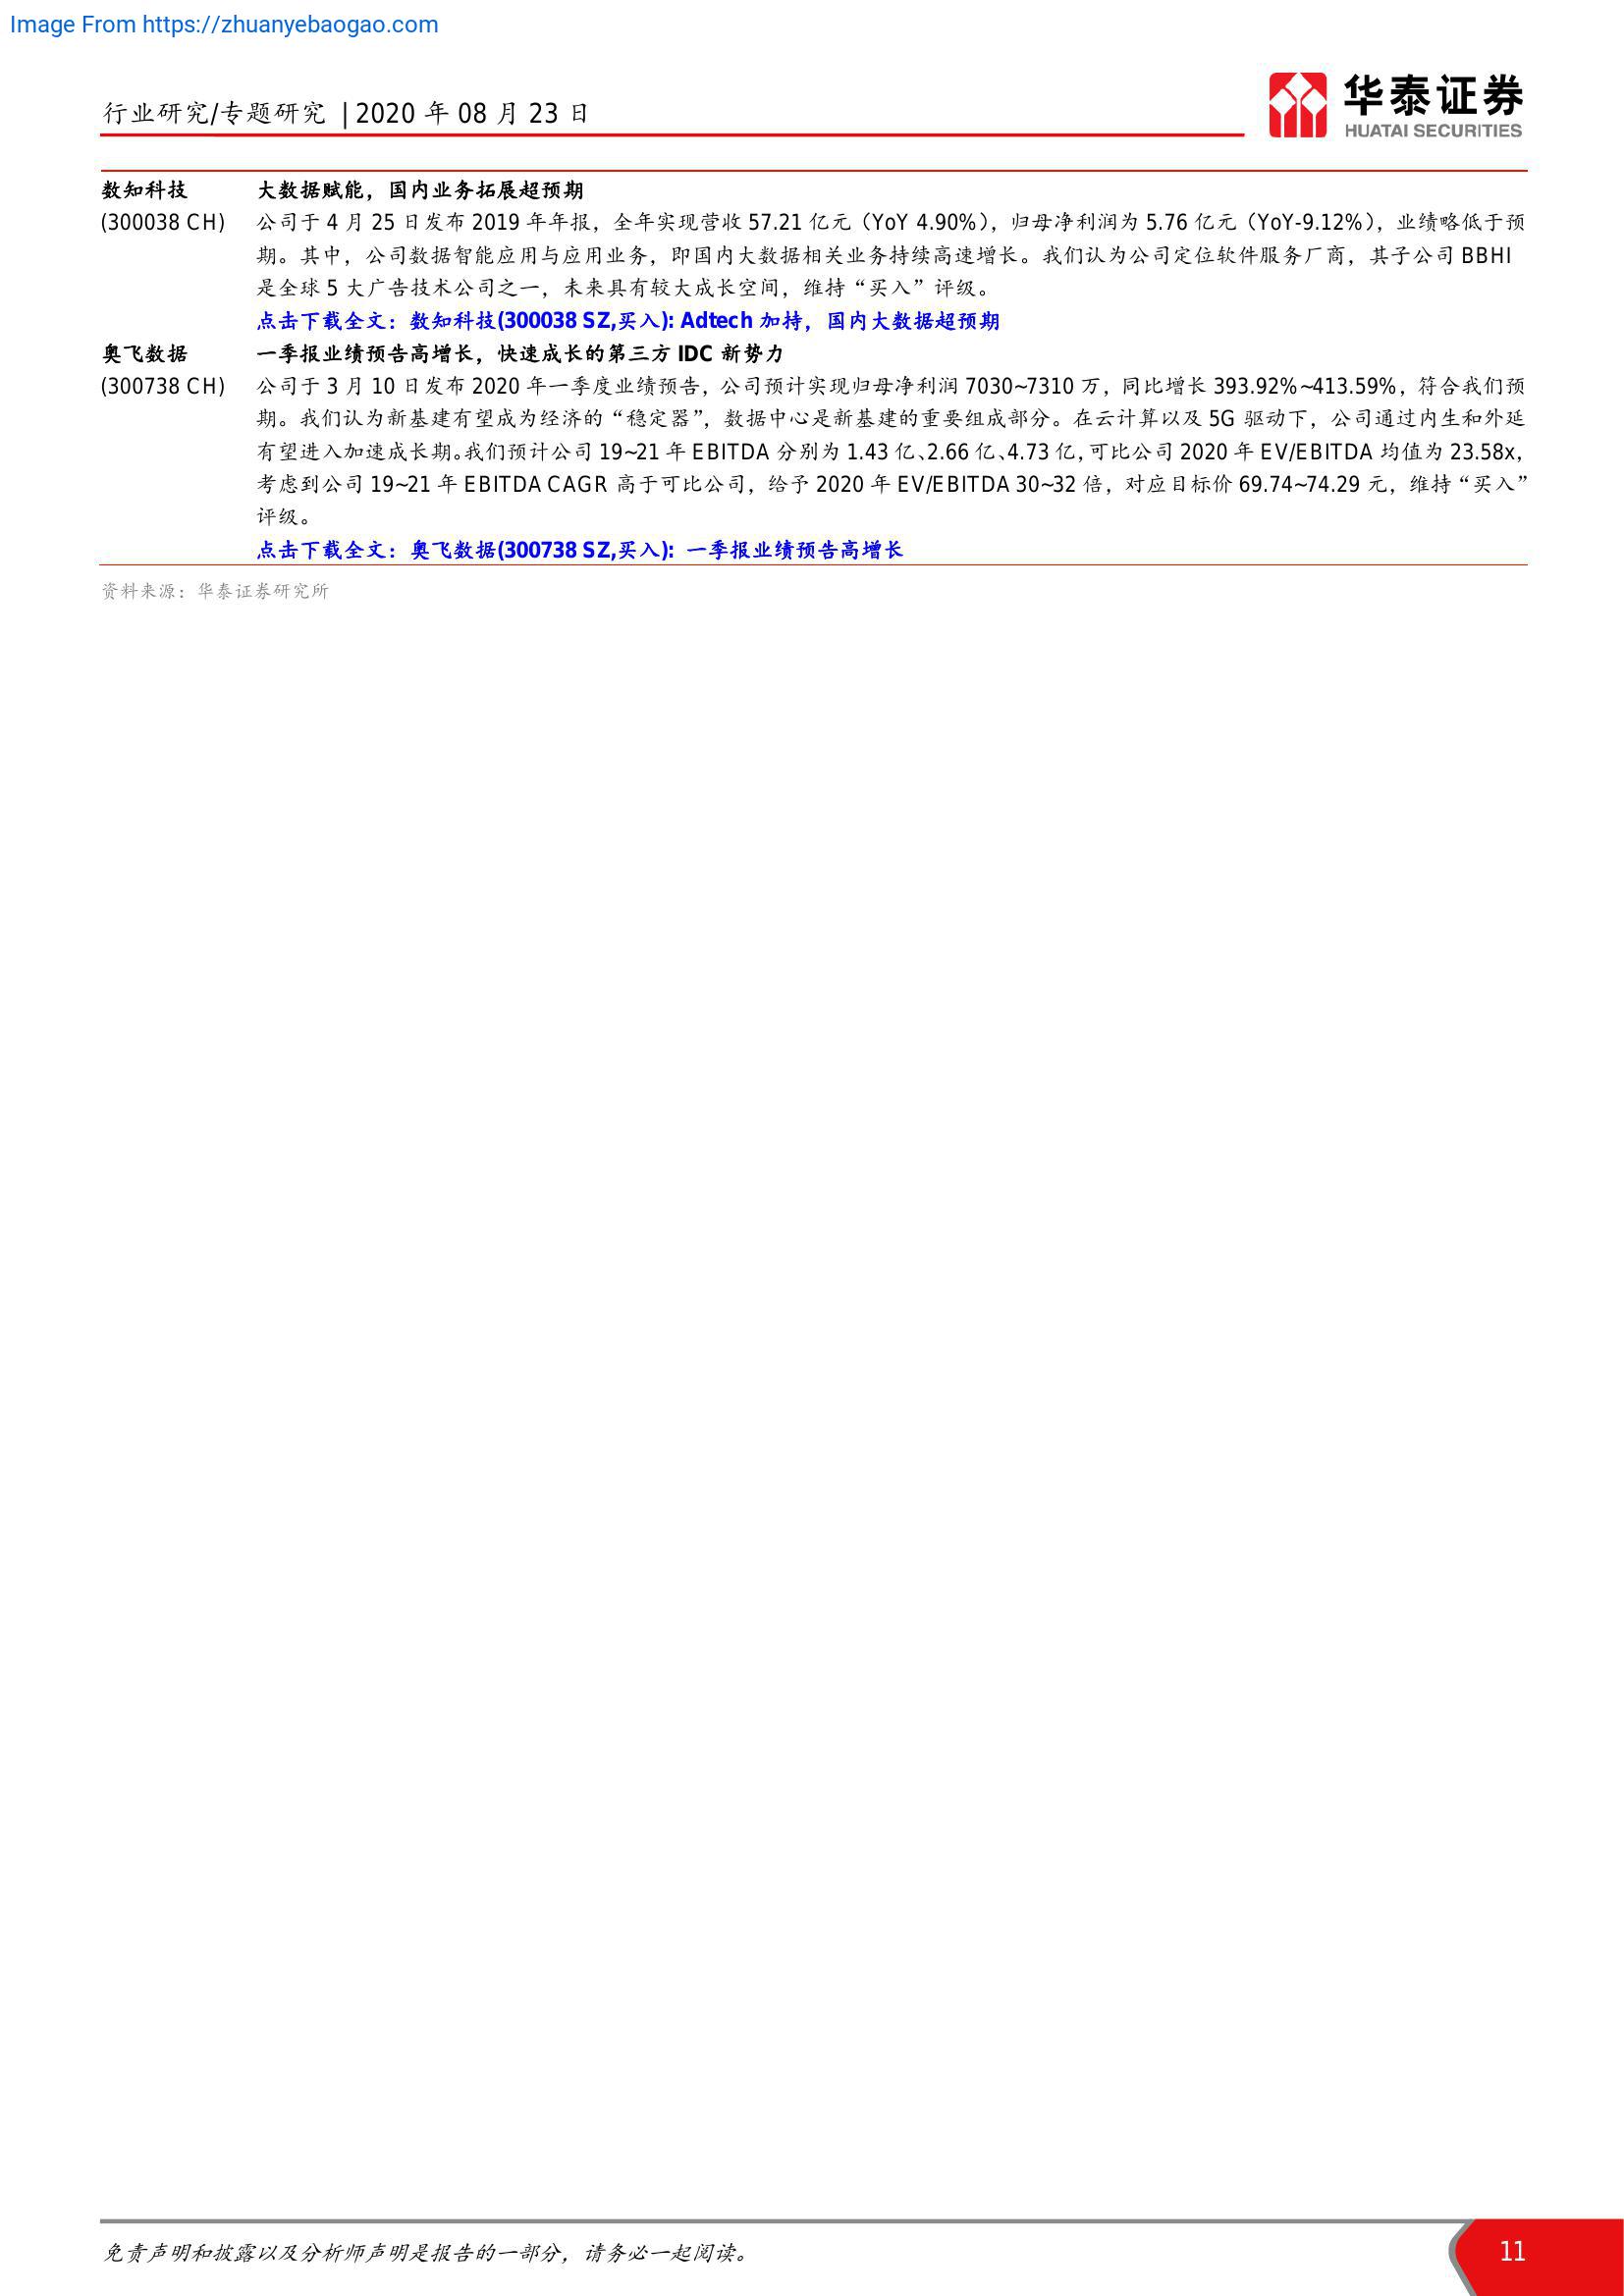 Image From https://zhuanyebaogao.com
行业研究/专题研究 | 2020 年 08 月 23 日
华泰证券
HUATAI SECURITIES
数知科技 大数据赋能，国内业务拓展超预期
(300038 CH) 公司于 4 月 25 日发布 2019 年年报，全年实现营收 57.21 亿元（YoY 4.90%），归母净利润为 5.76 亿元（YoY-9.12%），业绩略低于预
期。其中，公司数据智能应用与应用业务，即国内大数据相关业务持续高速增长。我们认为公司定位软件服务厂商，其子公司 BBHI
是全球 5 大广告技术公司之一，未来具有较大成长空间，维持“买入”评级。
点击下载全文：数知科技(300038 SZ,买入): Adtech 加持，国内大数据超预期
奥飞数据 一季报业绩预告高增长，快速成长的第三方 IDC 新势力
(300738 CH) 公司于 3 月 10 日发布 2020 年一季度业绩预告，公司预计实现归母净利润 7030~7310 万，同比增长 393.92%~413.59%，符合我们预
期。我们认为新基建有望成为经济的“稳定器”，数据中心是新基建的重要组成部分。在云计算以及 5G 驱动下，公司通过内生和外延
有望进入加速成长期。我们预计公司 19~21 年 EBITDA 分别为 1.43 亿、2.66 亿、4.73 亿，可比公司 2020 年 EV/EBITDA 均值为 23.58x，
考虑到公司 19~21 年 EBITDA CAGR 高于可比公司，给予 2020 年 EV/EBITDA 30~32 倍，对应目标价 69.74~74.29 元，维持“买入”
评级。
点击下载全文：奥飞数据(300738 SZ,买入): 一季报业绩预告高增长
资料来源：华泰证券研究所
免责声明和披露以及分析师声明是报告的一部分，请务必一起阅读。
11